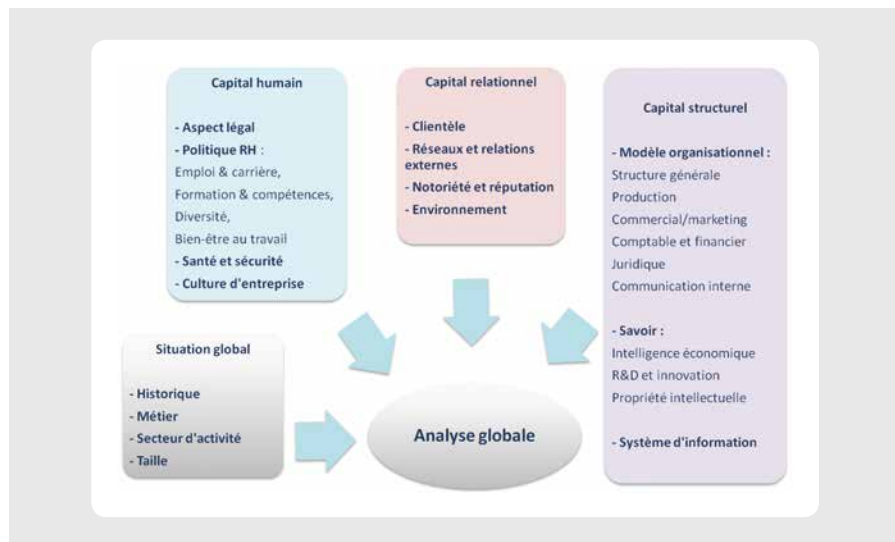 Capital humain
- Aspect légal
- Politique RH :
Emploi & carrière,
Formation & compétences,
Diversité,
Bien-être au travail
- Santé et sécurité
- Culture d'entreprise
Capital relationnel
- Clientèle
- Réseaux et relations
externes
- Notoriété et réputation
- Environnement
Capital structurel
- Modèle organisationnel :
Structure générale
Production
Commercial/marketing
Comptable et financier
Juridique
Communication interne
- Savoir :
Intelligence économique
R&D et innovation
Propriété intellectuelle
- Système d'information
Situation global
- Historique
- Métier
- Secteur d'activité
- Taille
Analyse globale